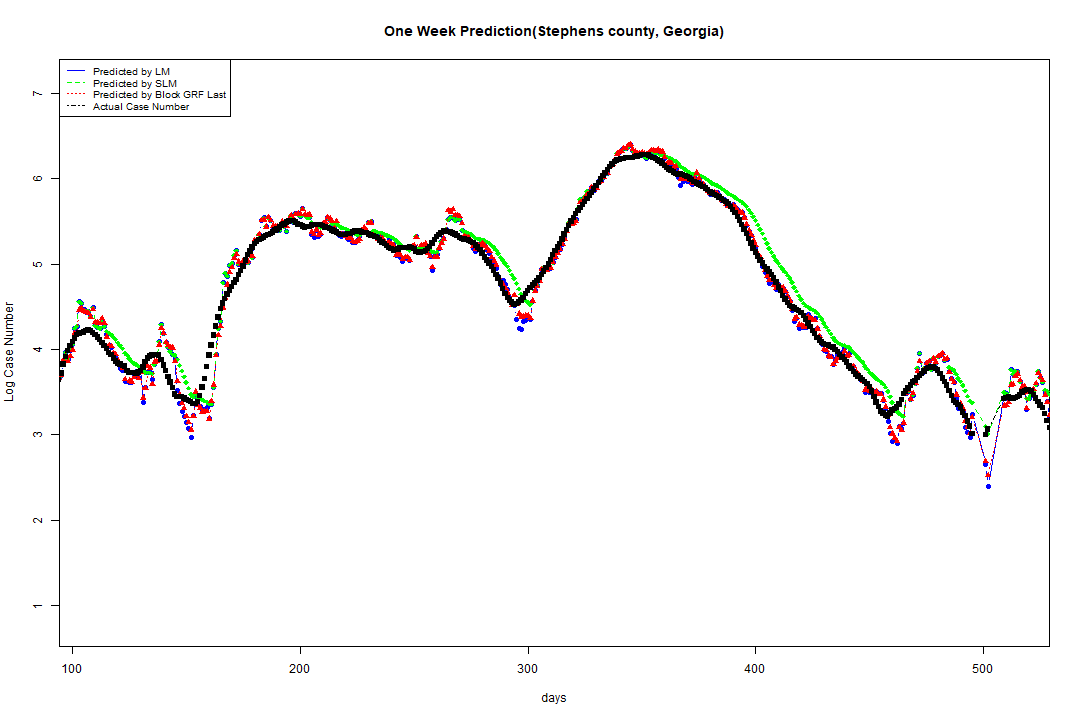 One Week Prediction(Stephens county, Georgia)
Predicted by LM
Predicted by SLM
Predicted by Block GRF Last
Actual Case Number
7
6
5
4
3
2
1
Log Case Number
100 200 300 400 500
days